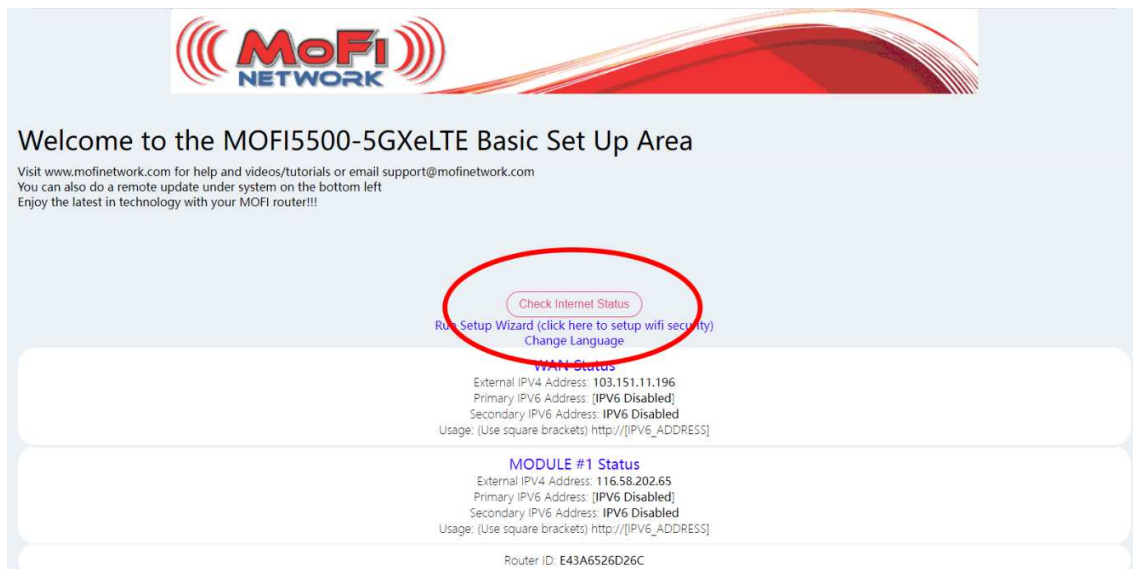 MOFI
NETWORK
Welcome to the MOFI5500-5GXeLTE Basic Set Up Area
Visit www.mofinetwork.com for help and videos/tutorials or email support@mofinetwork.com
You can also do a remote update under system on the bottom left
Enjoy the latest in technology with your MOFI router!!!
Check Internet Status
Run Setup Wizard (click here to setup wifi security)
Change Language
WAN Status
External IPV4 Address: 103.151.11.196
Primary IPV6 Address: [IPV6 Disabled]
Secondary IPV6 Address: IPV6 Disabled
Usage: (Use square brackets) http://[IPV6_ADDRESS]
MODULE #1 Status
External IPV4 Address: 116.58.202.65
Primary IPV6 Address: [IPV6 Disabled]
Secondary IPV6 Address: IPV6 Disabled
Usage: (Use square brackets) http://[IPV6_ADDRESS]
Router ID: E43A6526D26C